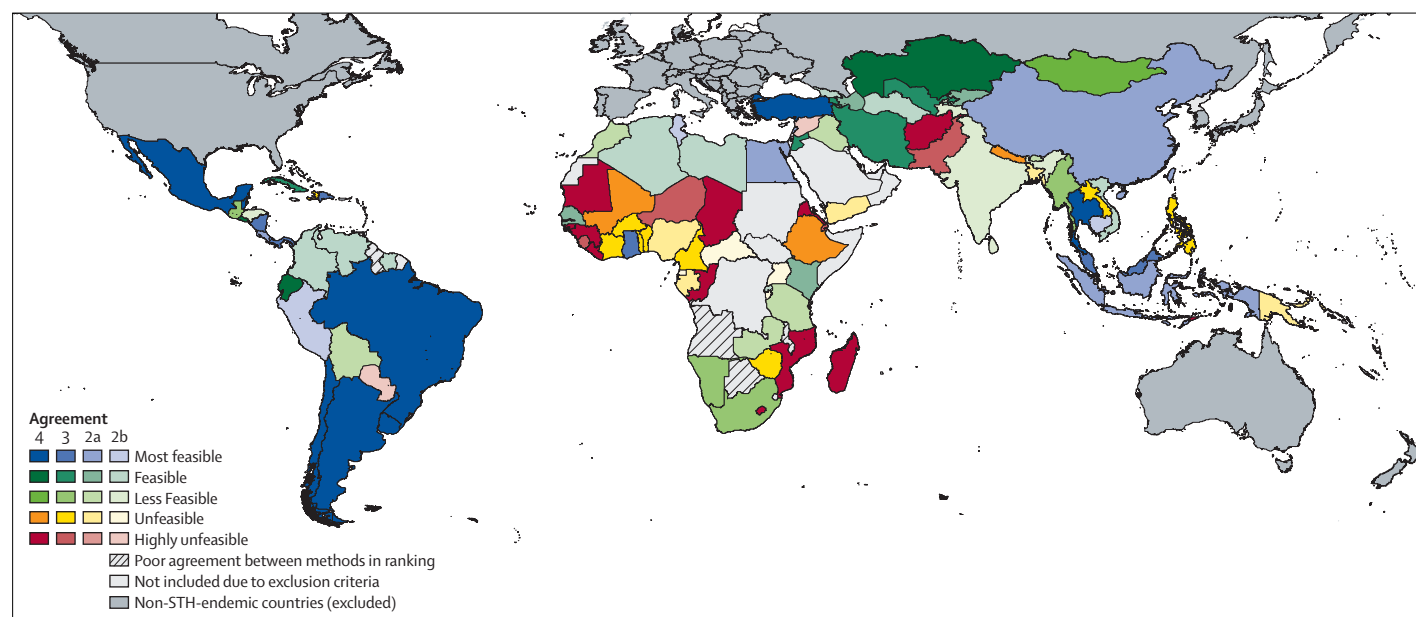 Agreement
4 3 2a 2b
Most feasible
Feasible
Less Feasible
Unfeasible
Highly unfeasible
Poor agreement between methods in ranking
Not included due to exclusion criteria
Non-STH-endemic countries (excluded)